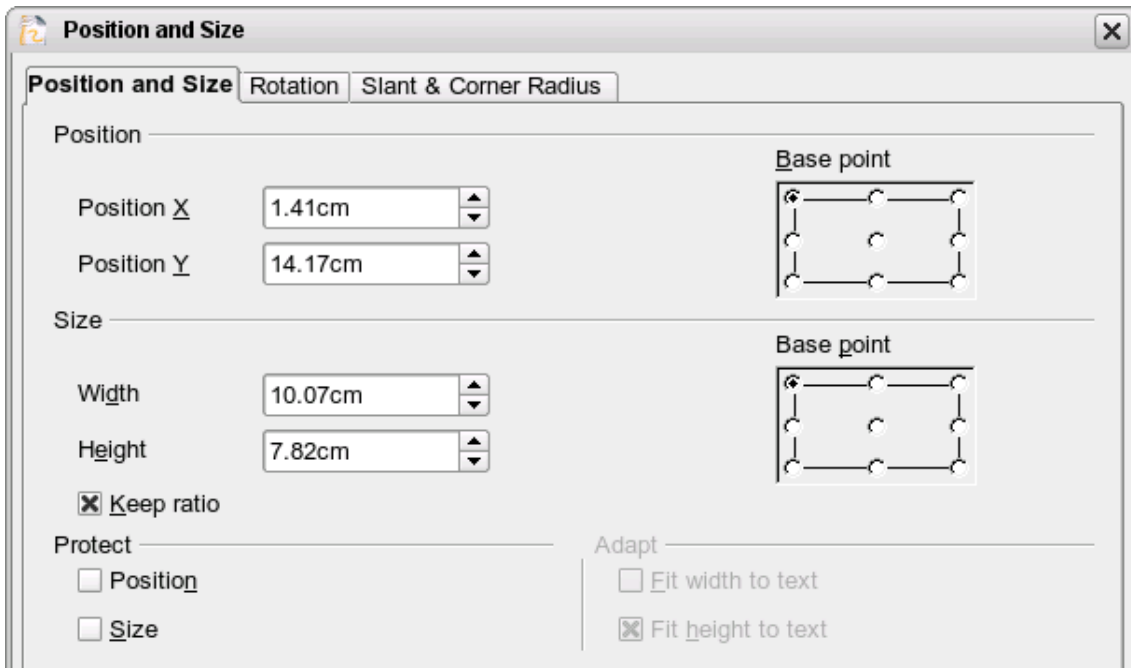 Position and Size
Position and Size Rotation Slant & Corner Radius
Position
Base point
Position X 1.41cm
Position Y 14.17cm
Size
Base point
Width 10.07cm
Height 7.82cm
Keep ratio
Protect Adapt
Position Fit width to text
Size Fit height to text